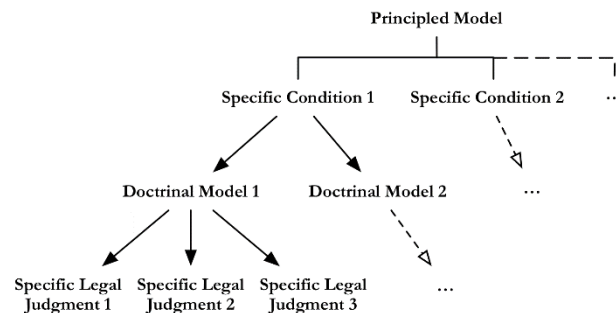 Principled Model
Specific Condition 1
Specific Condition 2
...
Doctrinal Model 1
Doctrinal Model 2
...
Specific Legal
Judgment 1
Specific Legal
Judgment 2
Specific Legal
Judgment 3
...